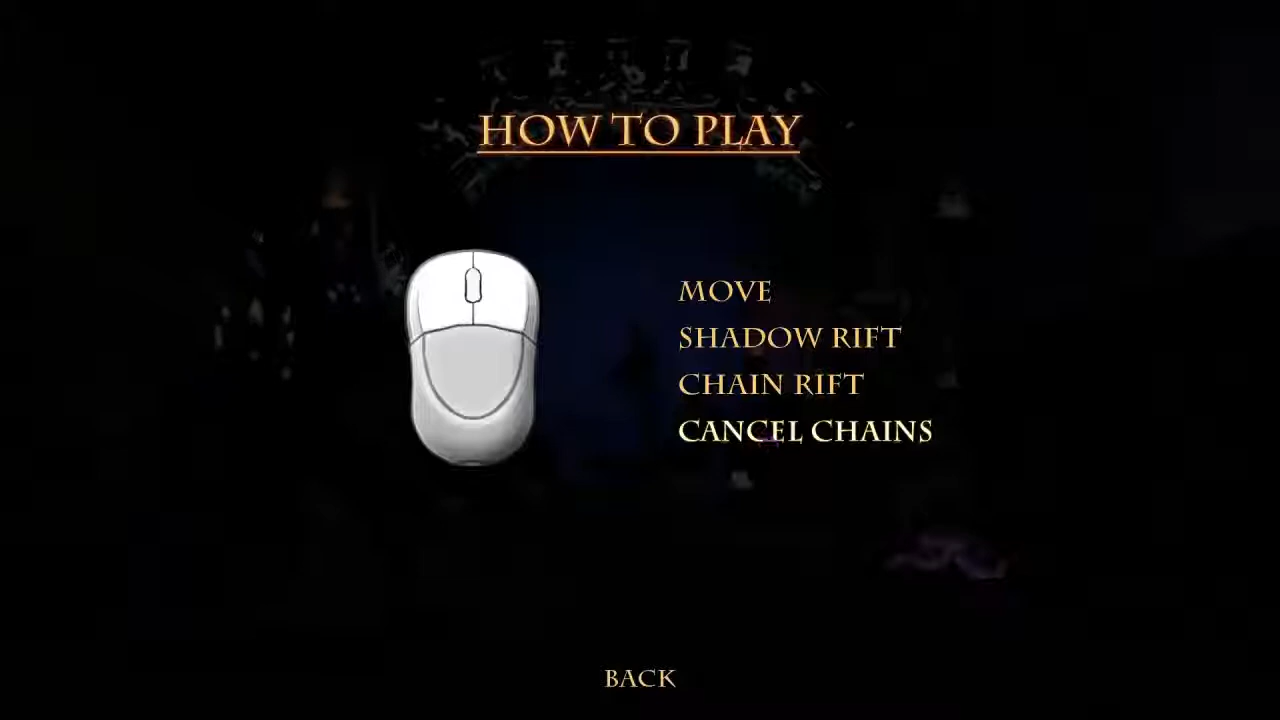 HOW TO PLAY
MOVE
SHADOW RIFT
CHAIN RIFT
CANCEL CHAINS
BACK